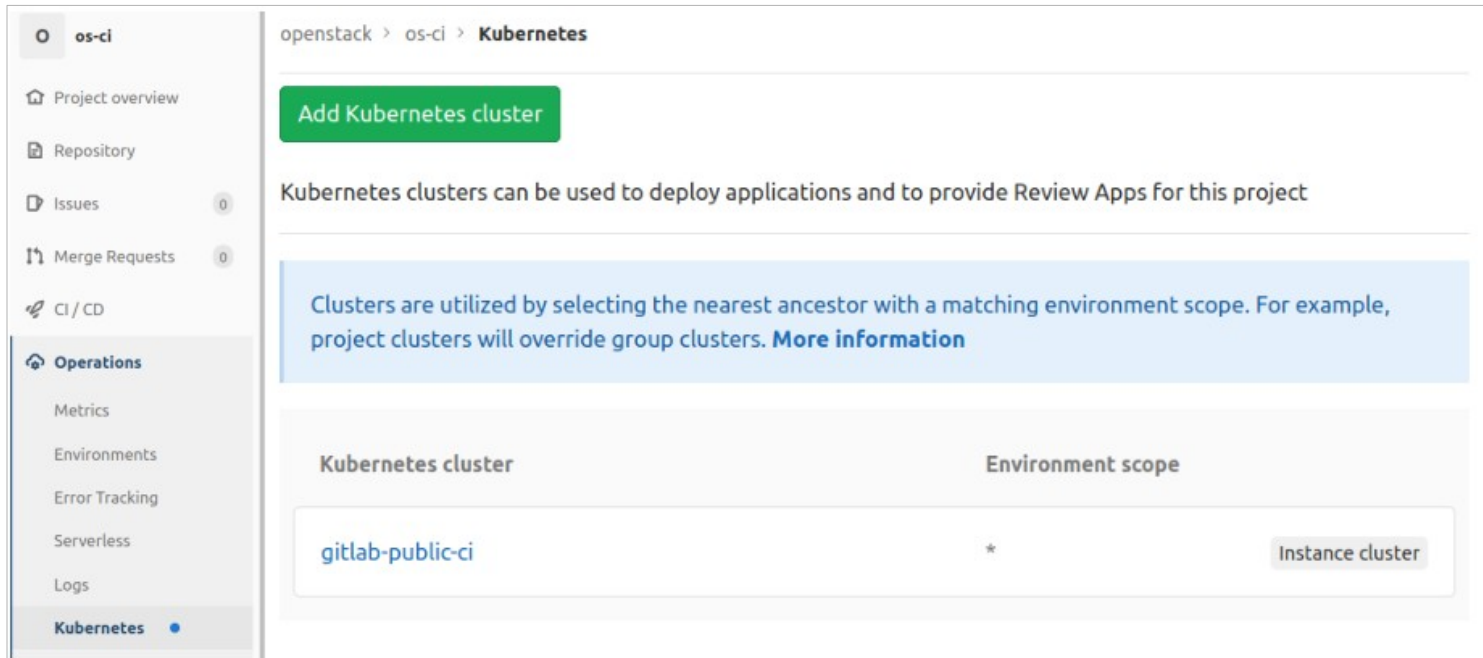 O os-ci
Project overview
Repository
Issues 0
Merge Requests 0
CI / CD
Operations
Metrics
Environments
Error Tracking
Serverless
Logs
Kubernetes
openstack > os-ci > Kubernetes
Add Kubernetes cluster
Kubernetes clusters can be used to deploy applications and to provide Review Apps for this project
Clusters are utilized by selecting the nearest ancestor with a matching environment scope. For example,
project clusters will override group clusters. More information
Kubernetes cluster Environment scope
gitlab-public-ci * Instance cluster